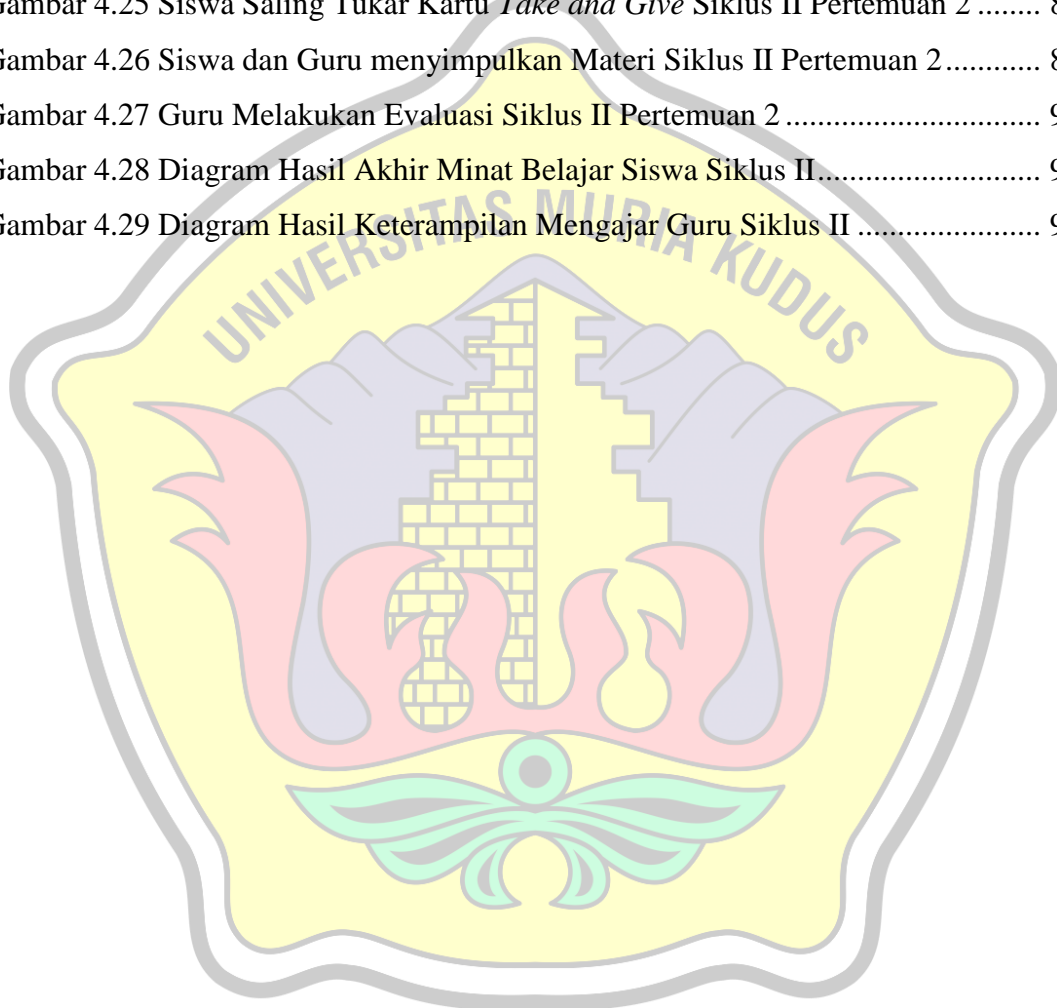 Gambar 4.25 Siswa Saling Tukar Kartu Take and Give Siklus II Pertemuan 2 ........
Gambar 4.26 Siswa dan Guru menyimpulkan Materi Siklus II Pertemuan 2 ............
Gambar 4.27 Guru Melakukan Evaluasi Siklus II Pertemuan 2 ................................ 9
Gambar 4.28 Diagram Hasil Akhir Minat Belajar Siswa Siklus II............................ 9
Gambar 4.29 Diagram Hasil Keterampilan Mengajar Guru Siklus II ....................... 9
UNIVERSITAS MURIA KUDUS